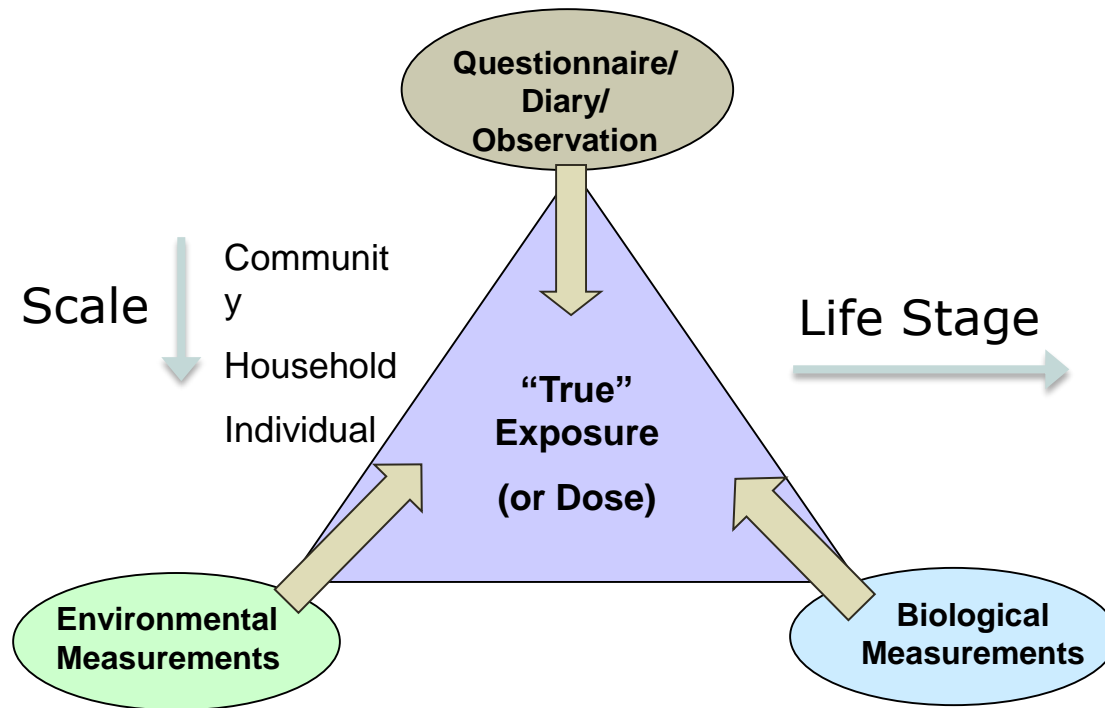 Questionnaire/
Diary/
Observation
Scale
Communit
y
Household
Individual
Life Stage
“True”
Exposure
(or Dose)
Environmental
Measurements
Biological
Measurements